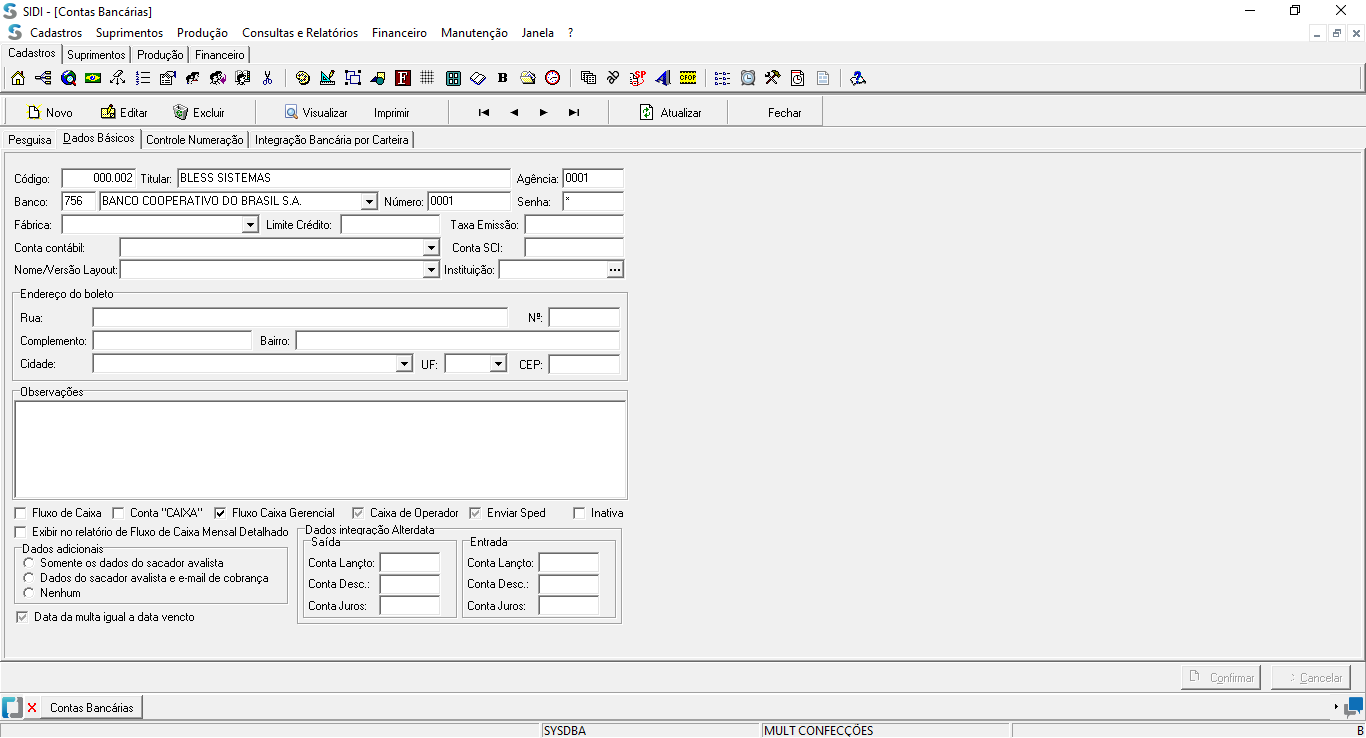 SIDI - [Contas Bancárias]
Cadastros Suprimentos Produção Consultas e Relatórios Financeiro Manutenção Janela ?
Cadastros Suprimentos Produção Financeiro
Novo Editar Excluir Visualizar Imprimir Atualizar Fechar
Pesquisa Dados Básicos Controle Numeração Integração Bancária por Carteira
Código: 000.002 Titular: BLESS SISTEMAS Agência: 0001
Banco: 756 BANCO COOPERATIVO DO BRASIL S.A. Número: 0001 Senha: *
Fábrica: Limite Crédito: Taxa Emissão:
Conta contábil: Conta SCI:
Nome/Versão Layout: Instituição: ...
Endereço do boleto
Rua: Nº:
Complemento: Bairro:
Cidade: UF: CEP:
Observações
Fluxo de Caixa Conta "CAIXA" Fluxo Caixa Gerencial Caixa de Operador Enviar Sped Inativa
Exibir no relatório de Fluxo de Caixa Mensal Detalhado
Dados adicionais
Somente os dados do sacador avalista
Dados do sacador avalista e e-mail de cobrança
Nenhum
Data da multa igual a data vencto
Dados integração Alterdata
Saída
Conta Lançto:
Conta Desc.:
Conta Juros:
Entrada
Conta Lançto:
Conta Desc.:
Conta Juros:
Confirmar Cancelar
Contas Bancárias
SYSDBA MULT CONFECÇÕES B